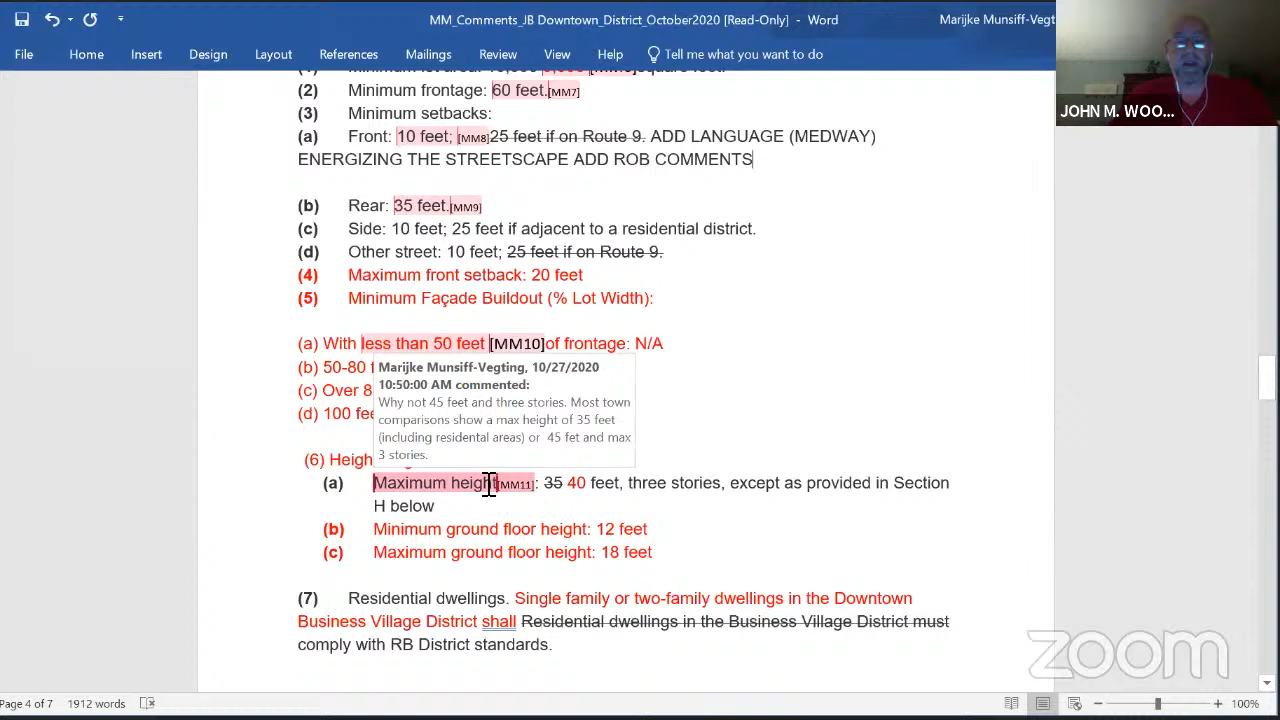 MM_Comments_JB Downtown_District_October2020 [Read-Only] - Word
Marijke Munsiff-Vegt
File Home Insert Design Layout References Mailings Review View Help Tell me what you want to do
JOHN M. WOO...
(2) Minimum frontage: 60 feet.[MM7]
(3) Minimum setbacks:
(a) Front: 10 feet; [MM8]25 feet if on Route 9. ADD LANGUAGE (MEDWAY)
ENERGIZING THE STREETSCAPE ADD ROB COMMENTS
(b) Rear: 35 feet.[MM9]
(c) Side: 10 feet; 25 feet if adjacent to a residential district.
(d) Other street: 10 feet; 25 feet if on Route 9.
(4) Maximum front setback: 20 feet
(5) Minimum Façade Buildout (% Lot Width):
(a) With less than 50 feet [MM10]of frontage: N/A
(b) 50-80 f
(c) Over 8
(d) 100 fee
Marijke Munsiff-Vegting, 10/27/2020
10:50:00 AM commented:
Why not 45 feet and three stories. Most town
comparisons show a max height of 35 feet
(including residental areas) or 45 fet and max
3 stories.
(6) Heigh
(a) Maximum height[MM11]: 35 40 feet, three stories, except as provided in Section
H below
(b) Minimum ground floor height: 12 feet
(c) Maximum ground floor height: 18 feet
(7) Residential dwellings. Single family or two-family dwellings in the Downtown
Business Village District shall Residential dwellings in the Business Village District must
comply with RB District standards.
zoom
Page 4 of 7 1912 words
100%